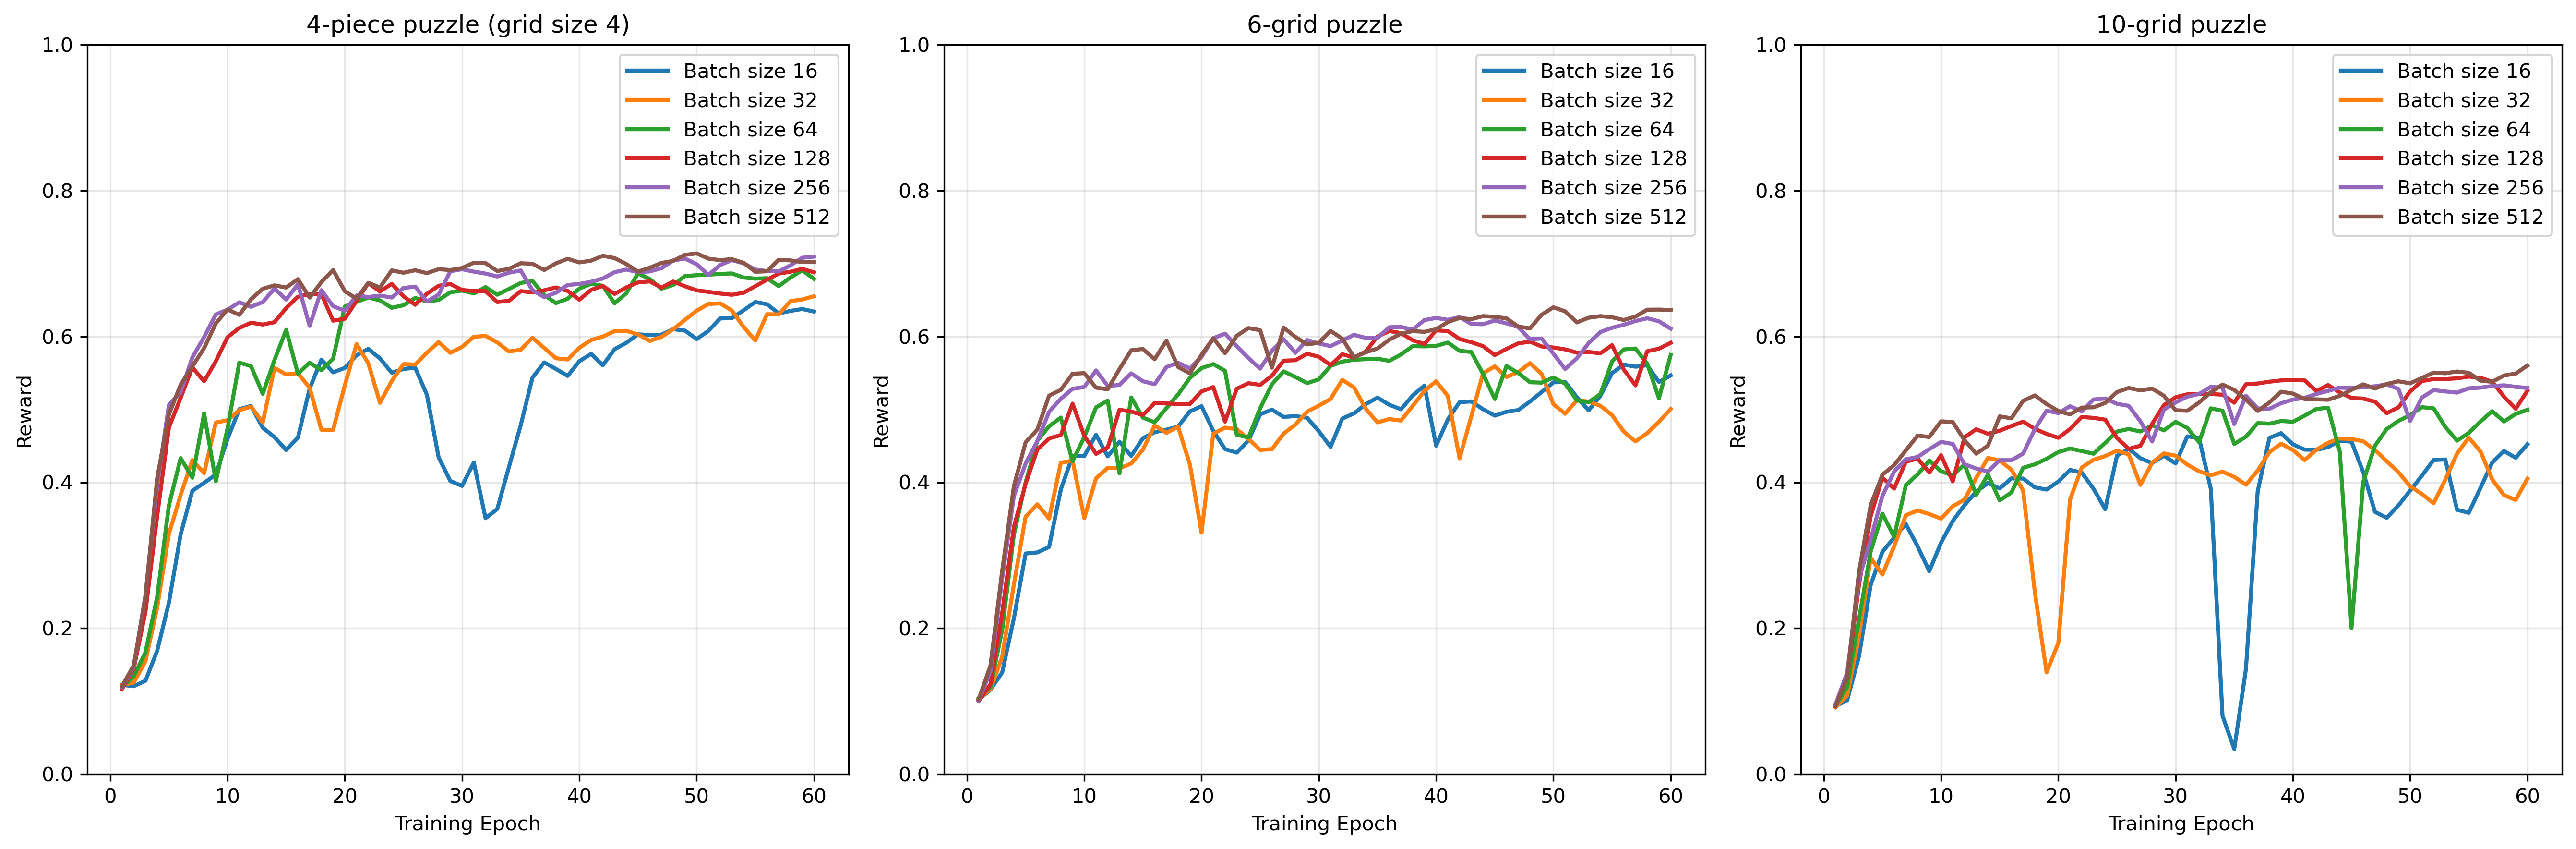 4-piece puzzle (grid size 4)
1.0
0.8
0.6
0.4
0.2
0.0
Reward
0 10 20 30 40 50 60
Training Epoch
Batch size 16
Batch size 32
Batch size 64
Batch size 128
Batch size 256
Batch size 512
6-grid puzzle
1.0
0.8
0.6
0.4
0.2
0.0
Reward
0 10 20 30 40 50 60
Training Epoch
Batch size 16
Batch size 32
Batch size 64
Batch size 128
Batch size 256
Batch size 512
10-grid puzzle
1.0
0.8
0.6
0.4
0.2
0.0
Reward
0 10 20 30 40 50 60
Training Epoch
Batch size 16
Batch size 32
Batch size 64
Batch size 128
Batch size 256
Batch size 512